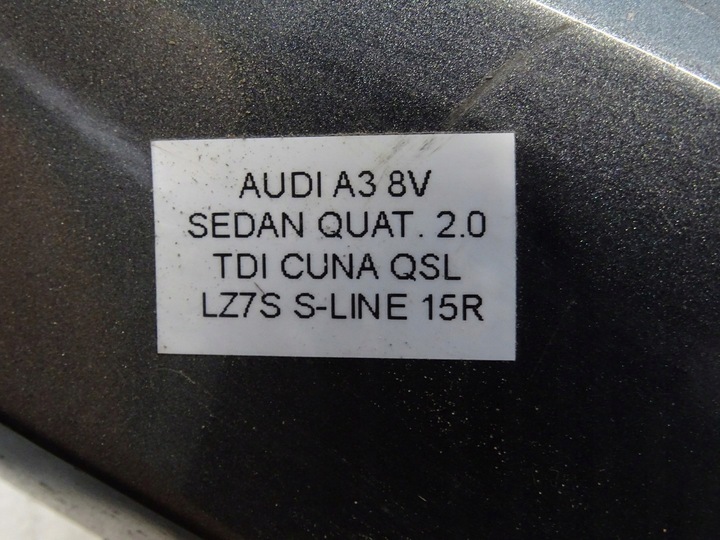 AUDI A3 8V
SEDAN QUAT. 2.0
TDI CUNA QSL
LZ7S S-LINE 15R